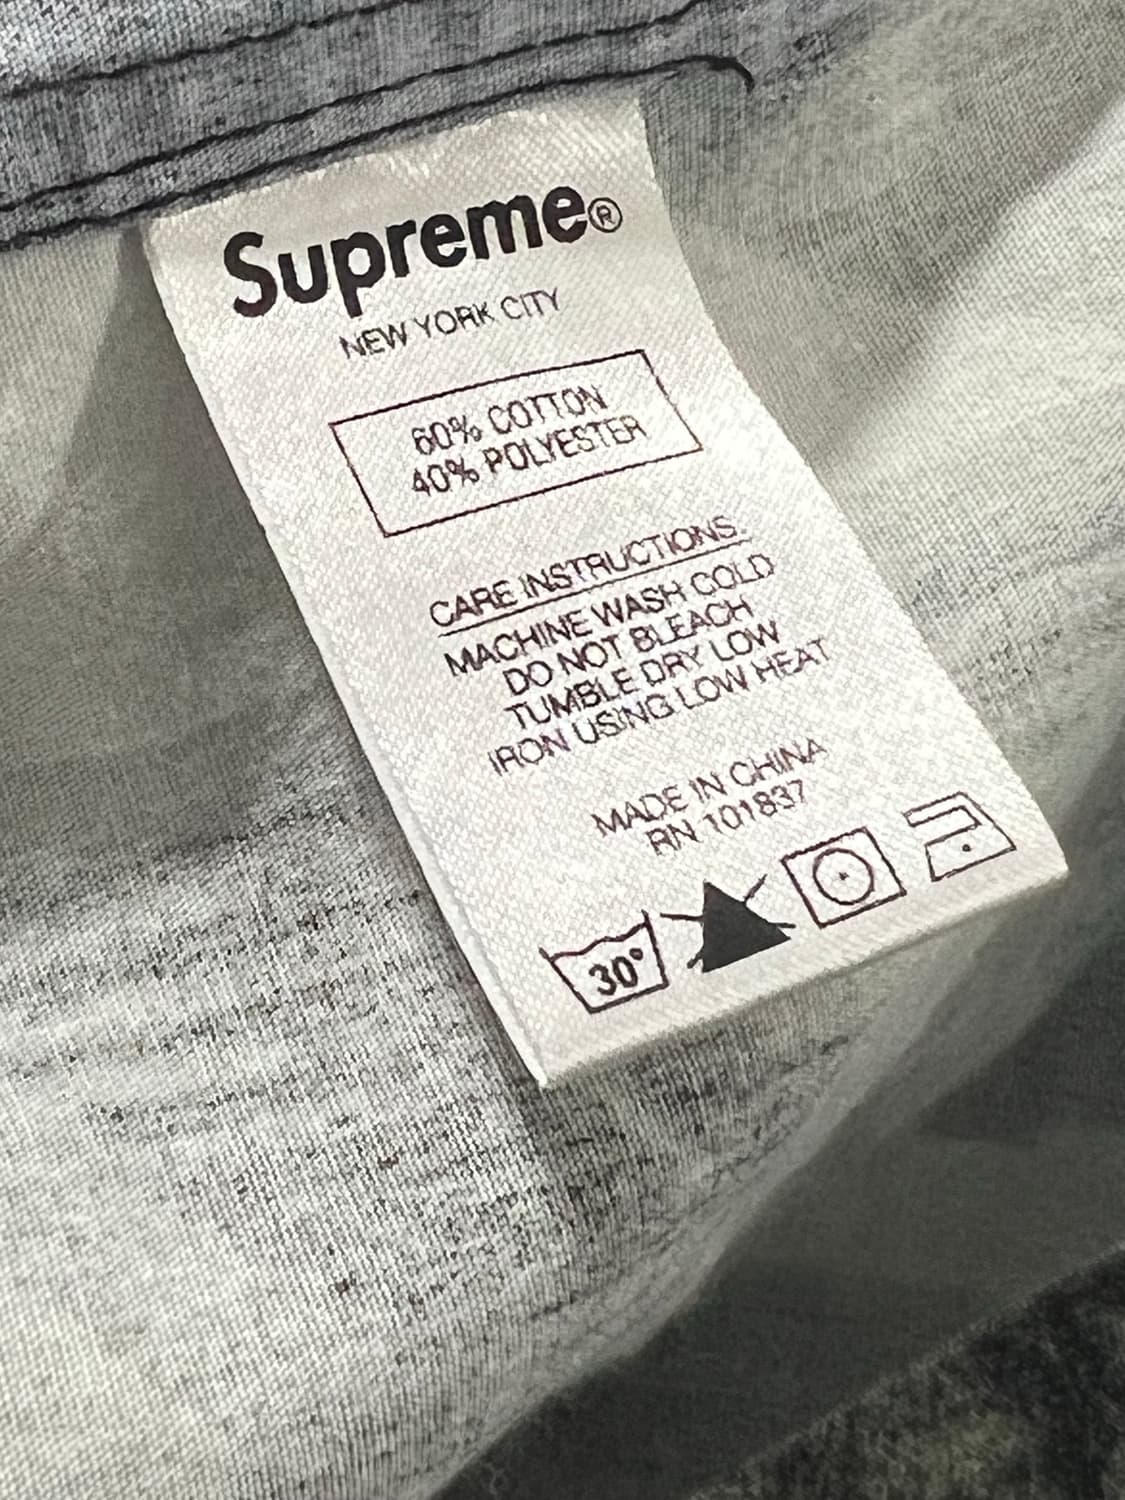 Supreme®
NEW YORK CITY
60% COTTON
40% POLYESTER
CARE INSTRUCTIONS:
MACHINE WASH COLD
DO NOT BLEACH
TUMBLE DRY LOW
IRON USING LOW HEAT
MADE IN CHINA
RN 101837
30°